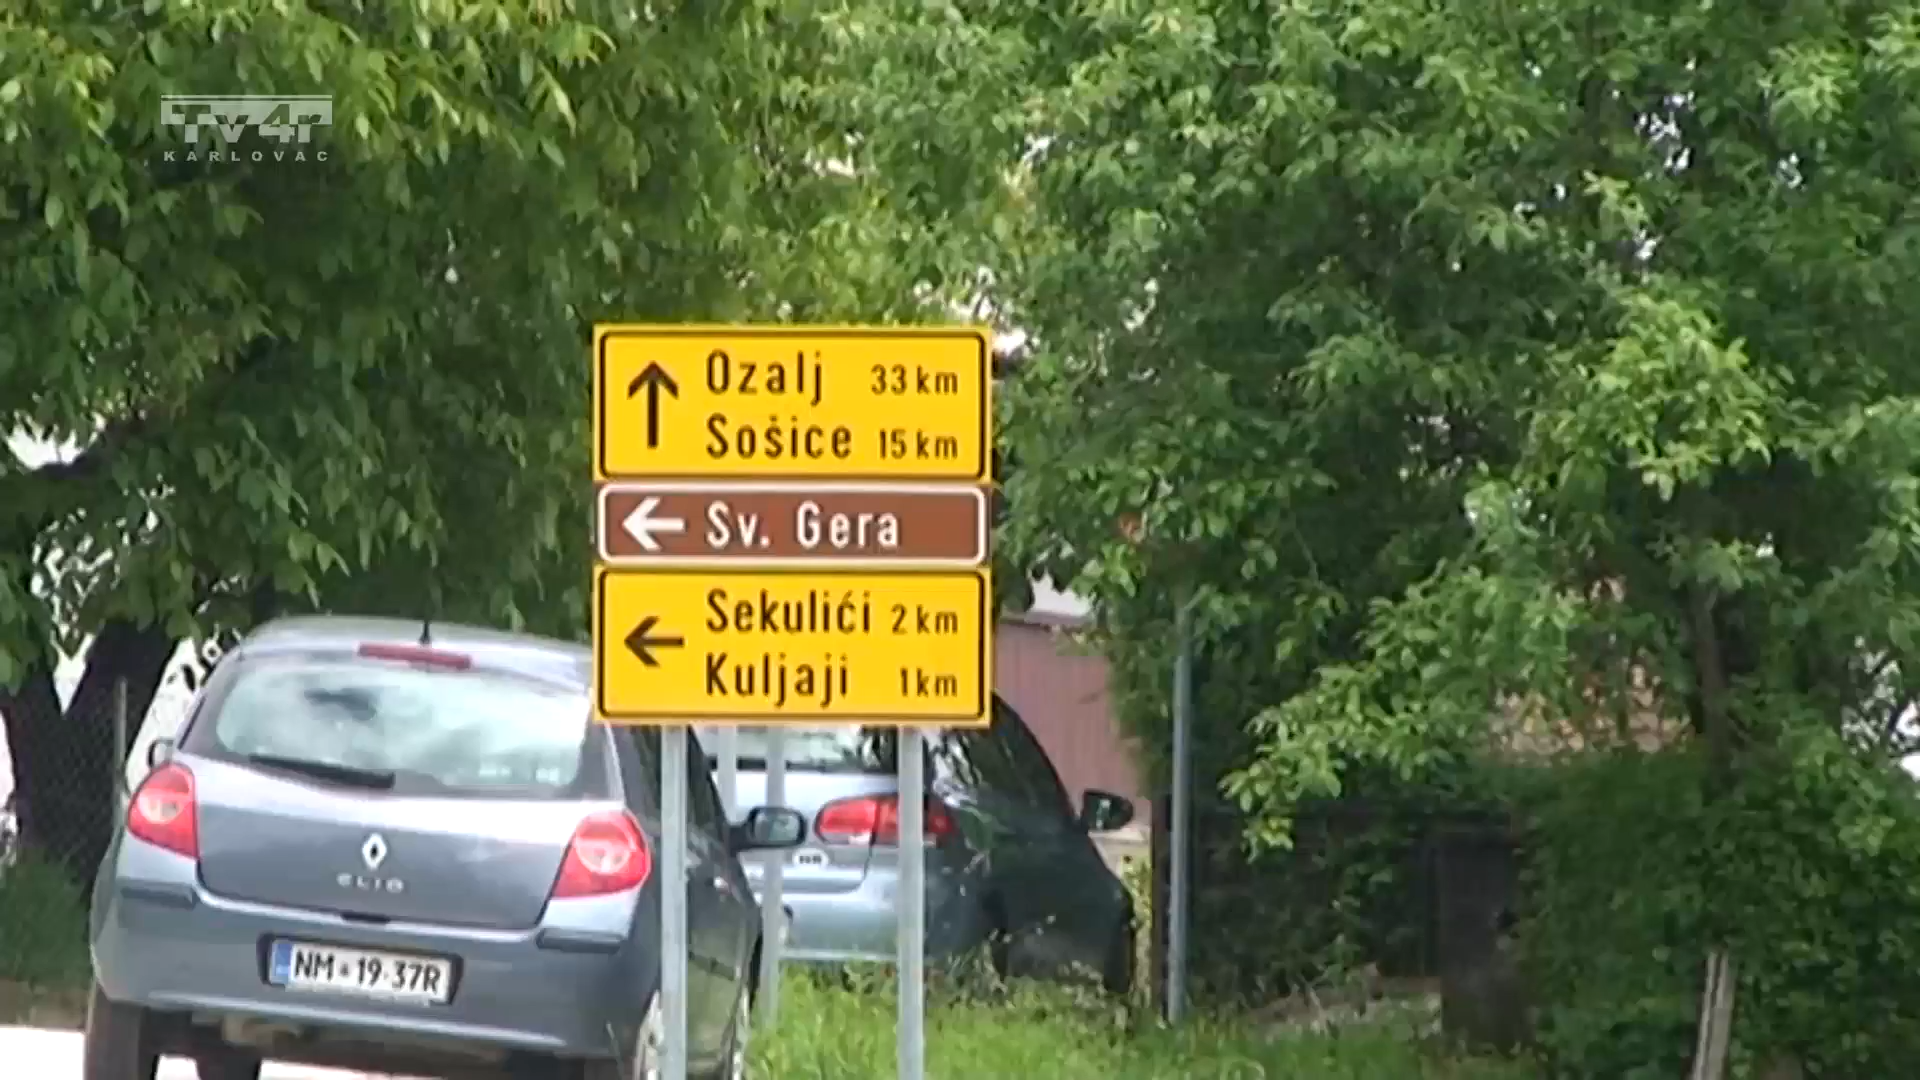 Tv4r
KARLOVAC
Ozalj 33 km
Sošice 15 km
Sv. Gera
Sekulići 2 km
Kuljaji 1 km
CLIO
NM 19-37R